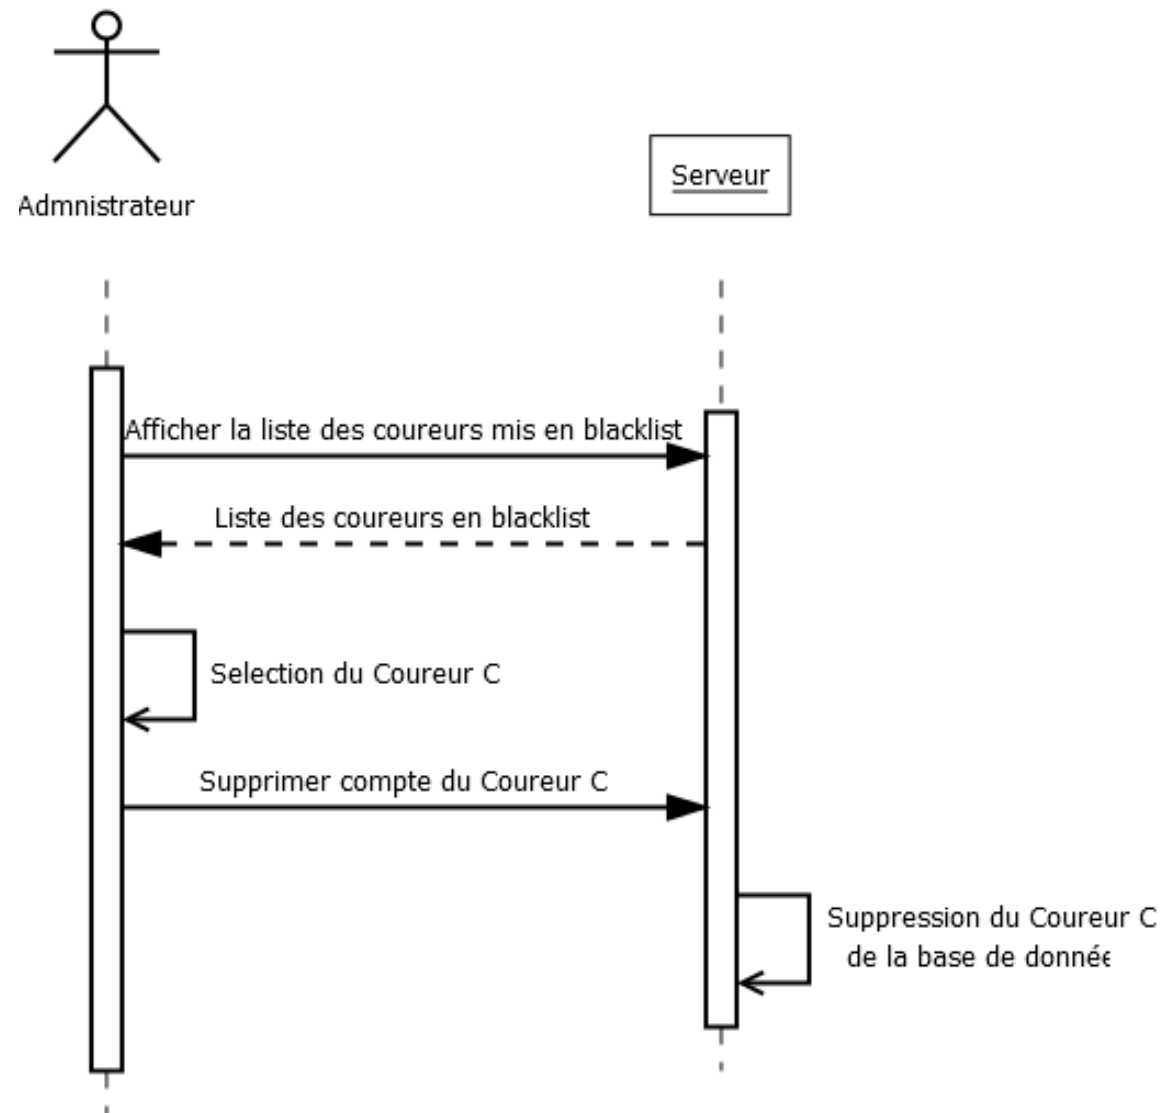 Admnistrateur
Serveur
Afficher la liste des coureurs mis en blacklist
Liste des coureurs en blacklist
Selection du Coureur C
Supprimer compte du Coureur C
Suppression du Coureur C
de la base de donnée